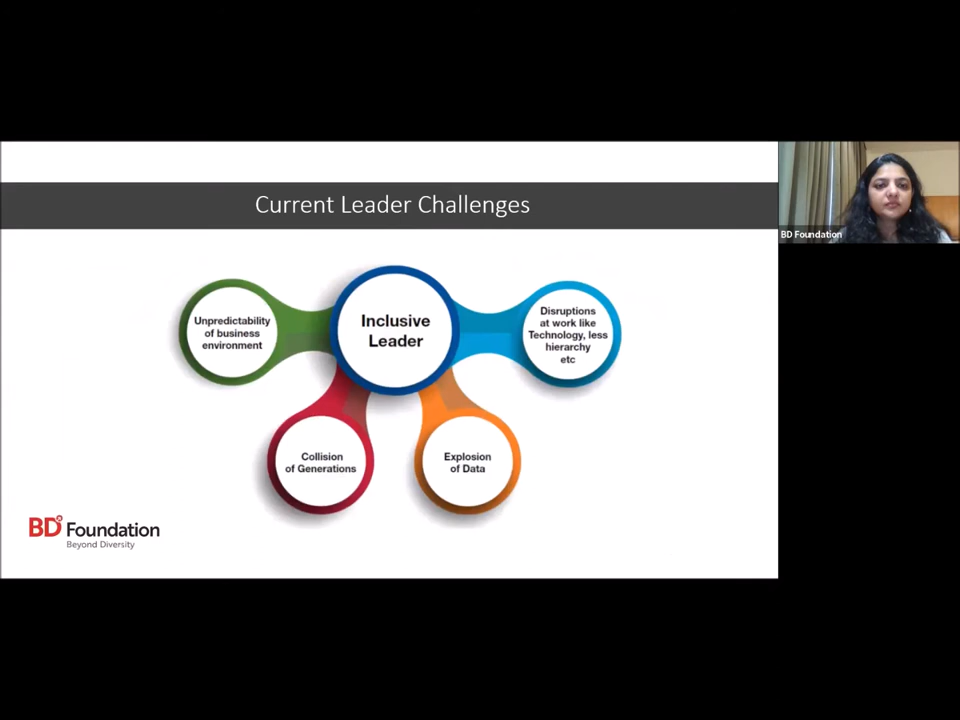 Current Leader Challenges
BD Foundation
Inclusive
Leader
Unpredictability
of business
environment
Disruptions
at work like
Technology, less
hierarchy
etc
Collision
of Generations
Explosion
of Data
BD Foundation
Beyond Diversity